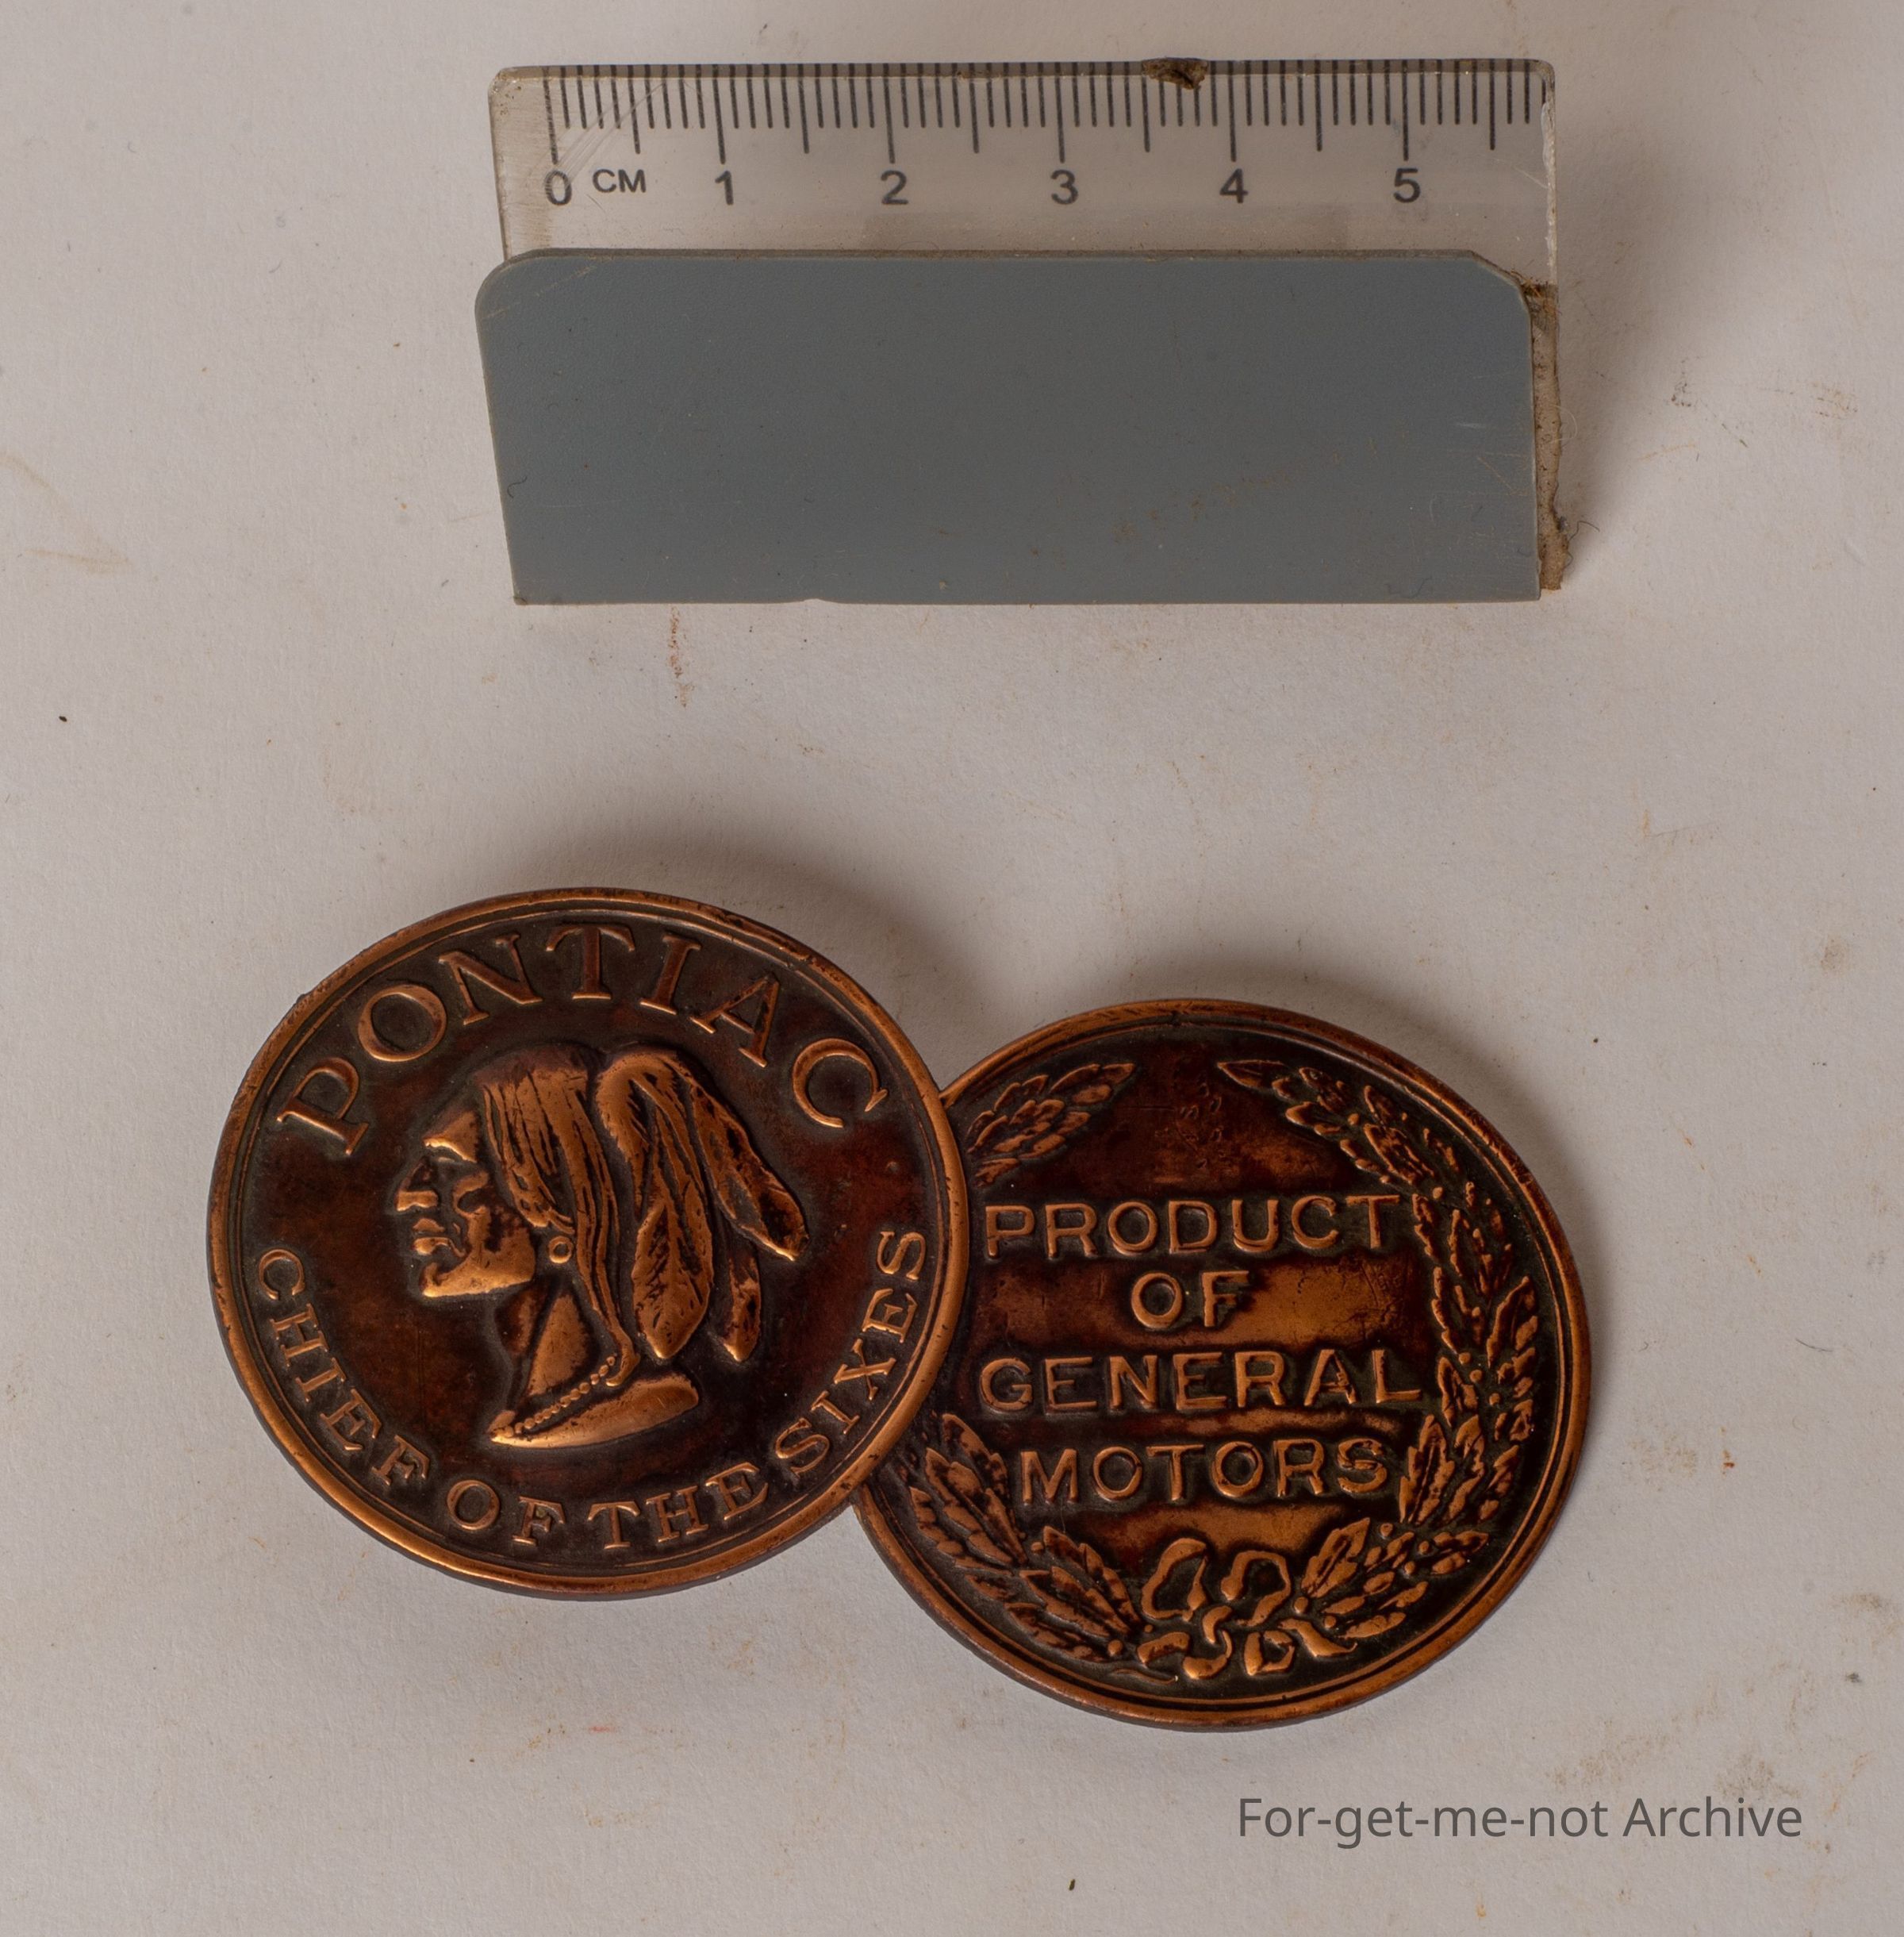 0 CM 1 2 3 4 5
PONTIAC
CHIEF OF THE SIXES
PRODUCT
OF
GENERAL
MOTORS
For-get-me-not Archive